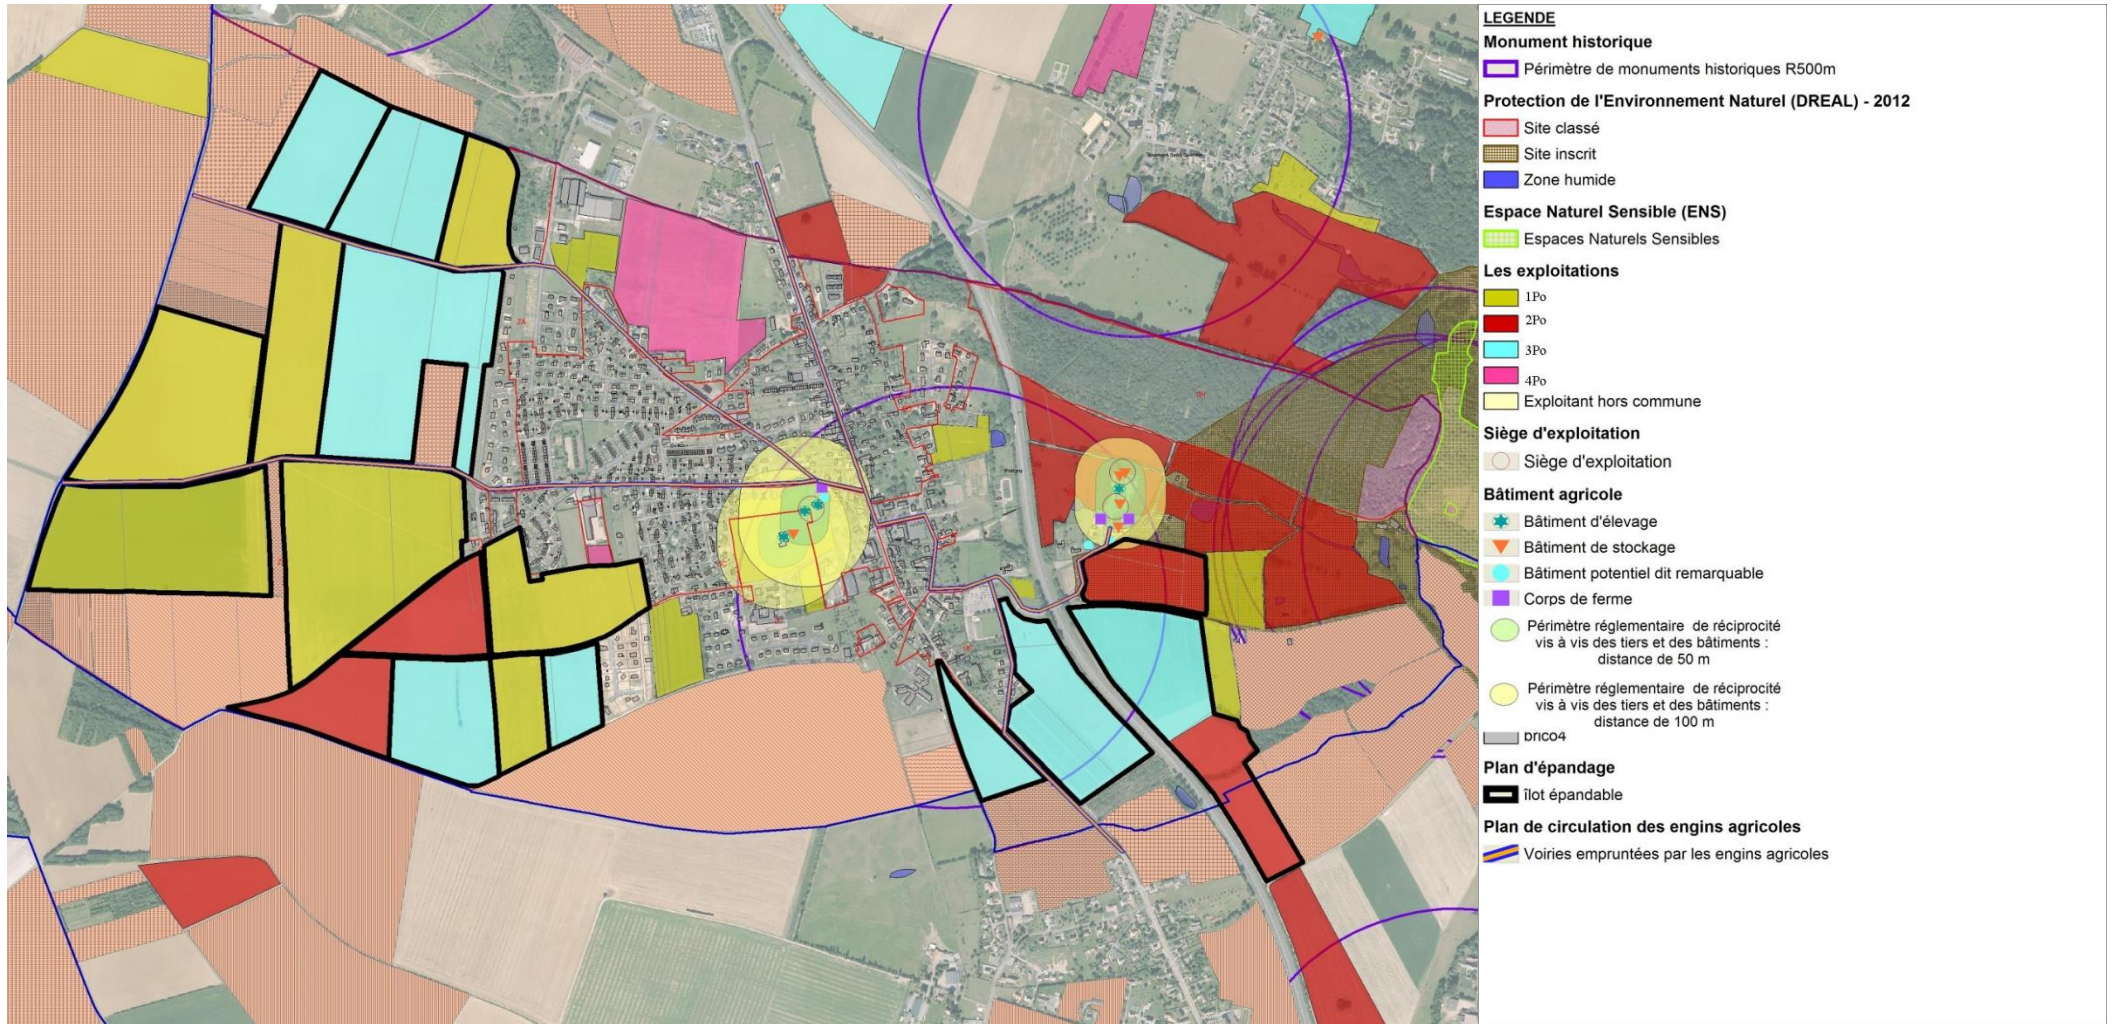 LEGENDE
Monument historique
Périmètre de monuments historiques R500m
Protection de l'Environnement Naturel (DREAL) - 2012
Site classé
Site inscrit
Zone humide
Espace Naturel Sensible (ENS)
Espaces Naturels Sensibles
Les exploitations
1Po
2Po
3Po
4Po
Exploitant hors commune
Siège d'exploitation
Siège d'exploitation
Bâtiment agricole
Bâtiment d'élevage
Bâtiment de stockage
Bâtiment potentiel dit remarquable
Corps de ferme
Périmètre réglementaire de réciprocité
vis à vis des tiers et des bâtiments :
distance de 50 m
Périmètre réglementaire de réciprocité
vis à vis des tiers et des bâtiments :
distance de 100 m
brico4
Plan d'épandage
îlot épandable
Plan de circulation des engins agricoles
Voiries empruntées par les engins agricoles
ZA